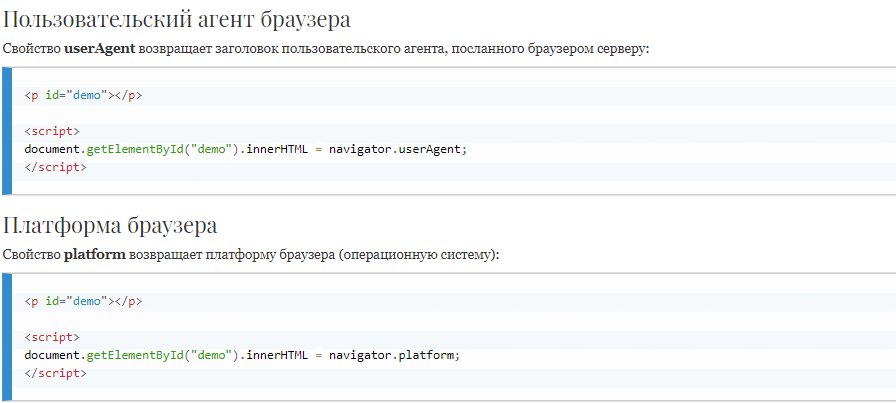 Пользовательский агент браузера
Свойство userAgent возвращает заголовок пользовательского агента, посланного браузером серверу:
<p id="demo"></p>
<script>
document.getElementById("demo").innerHTML = navigator.userAgent;
</script>
Платформа браузера
Свойство platform возвращает платформу браузера (операционную систему):
<p id="demo"></p>
<script>
document.getElementById("demo").innerHTML = navigator.platform;
</script>